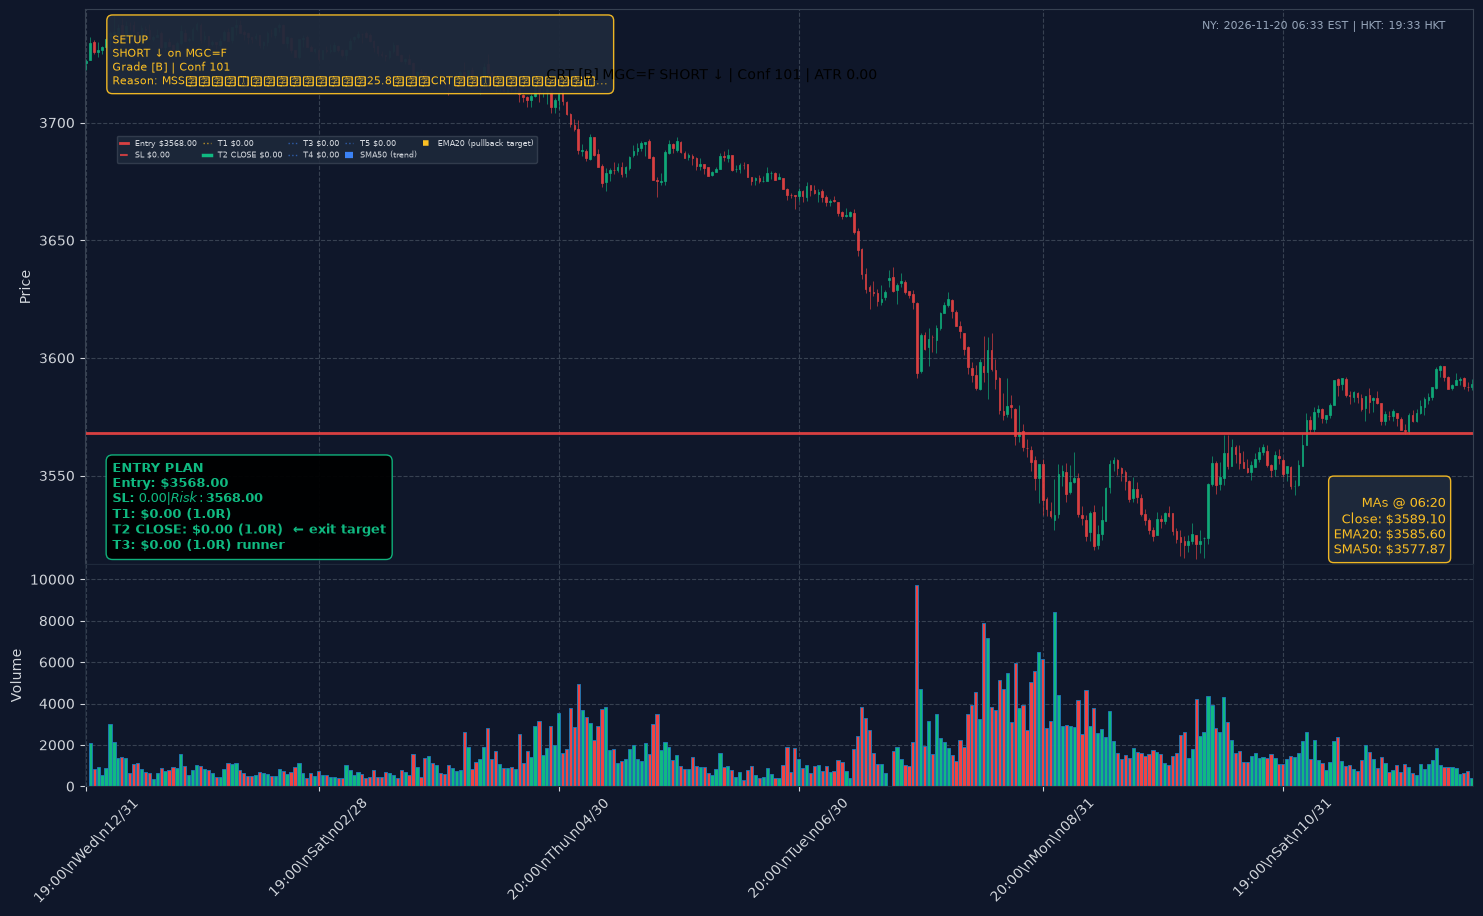 NY: 2026-11-20 06:33 EST | HKT: 19:33 HKT
SETUP
SHORT ↓ on MGC=F
Grade [B] | Conf 101
Reason: MSS 25.8 CRT T ...
CRT [B] MGC=F SHORT ↓ | Conf 101 | ATR 0.00
Entry $3568.00
SL $0.00
T1 $0.00
T2 CLOSE $0.00
T3 $0.00
T4 $0.00
T5 $0.00
SMA50 (trend)
EMA20 (pullback target)
Price
3700
3650
3600
3550
ENTRY PLAN
Entry: $3568.00
SL: 0.00|Risk: 3568.00
T1: $0.00 (1.0R)
T2 CLOSE: $0.00 (1.0R) ← exit target
T3: $0.00 (1.0R) runner
MAs @ 06:20
Close: $3589.10
EMA20: $3585.60
SMA50: $3577.87
Volume
10000
8000
6000
4000
2000
0
19:00\nWed\n12/31
19:00\nSat\n02/28
20:00\nThu\n04/30
20:00\nTue\n06/30
20:00\nMon\n08/31
19:00\nSat\n10/31